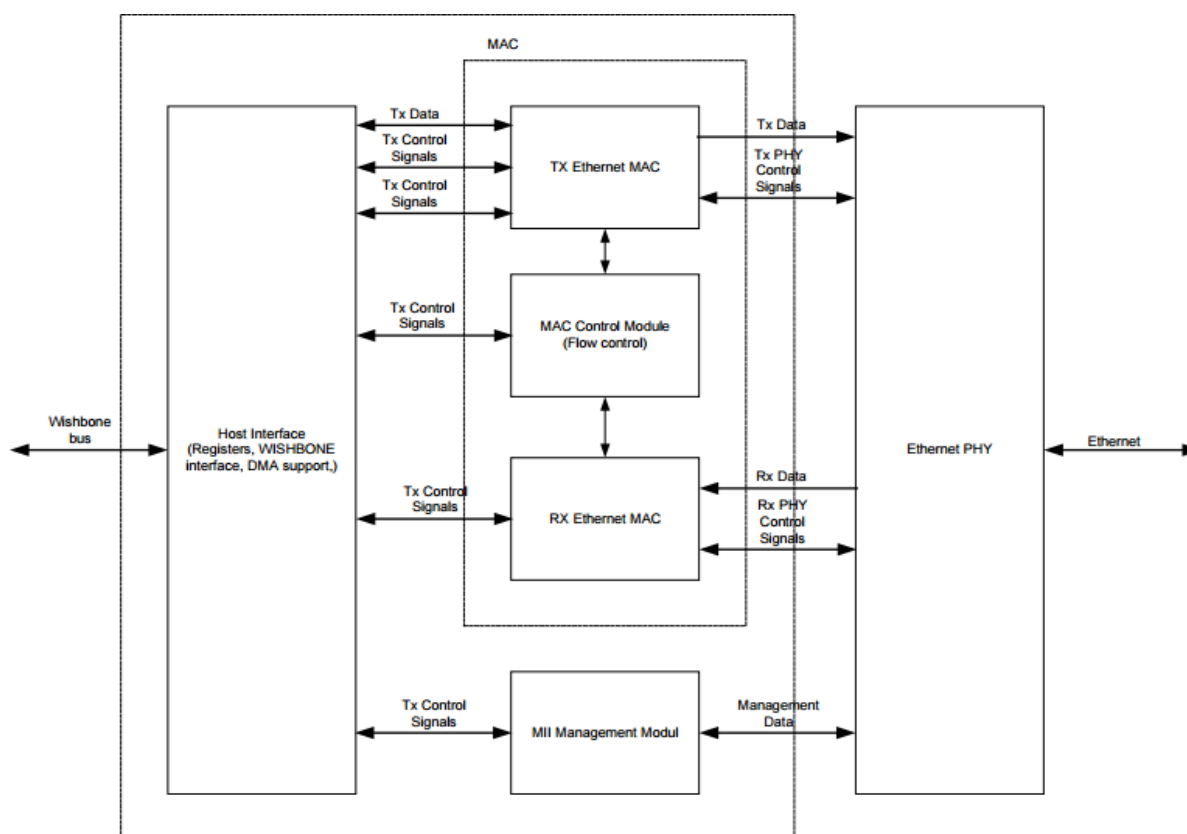 MAC
Tx Data
Tx Control
Signals
Tx Control
Signals
TX Ethernet MAC
Tx Data
Tx PHY
Control
Signals
Tx Control
Signals
MAC Control Module
(Flow control)
Wishbone
bus
Host Interface
(Registers, WISHBONE
interface, DMA support,)
Ethernet PHY
Ethernet
Tx Control
Signals
RX Ethernet MAC
Rx Data
Rx PHY
Control
Signals
Tx Control
Signals
MII Management Modul
Management
Data